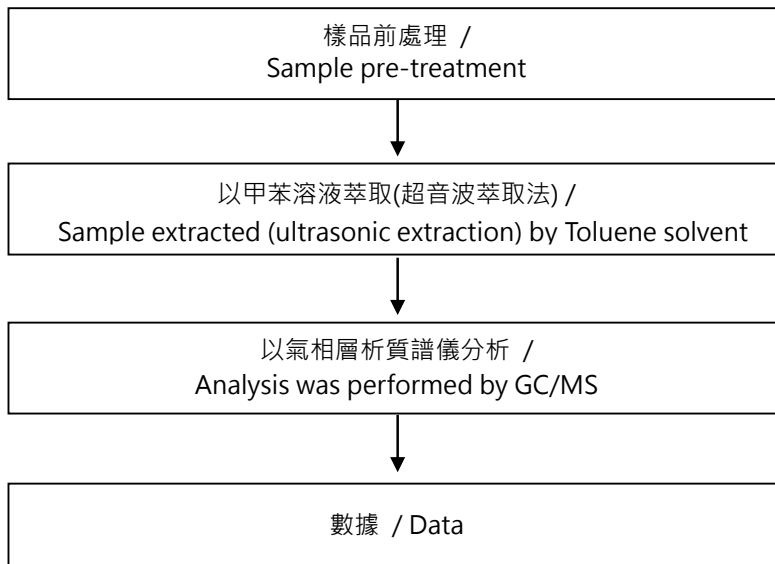 樣品前處理 /
Sample pre-treatment
以甲苯溶液萃取(超音波萃取法) /
Sample extracted (ultrasonic extraction) by Toluene solvent
以氣相層析質譜儀分析 /
Analysis was performed by GC/MS
數據 / Data